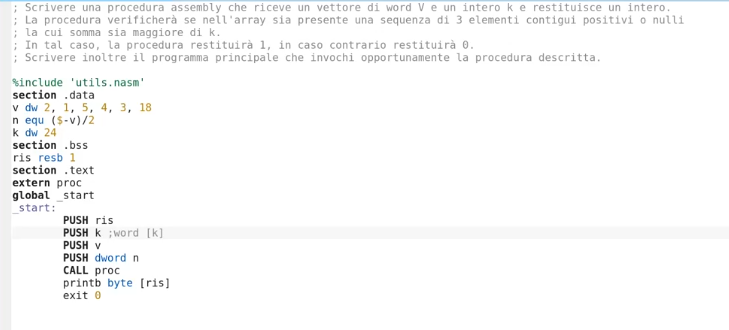 ; Scrivere una procedura assembly che riceve un vettore di word V e un intero k e restituisce un intero.
; La procedura verificherà se nell'array sia presente una sequenza di 3 elementi contigui positivi o nulli
; la cui somma sia maggiore di k.
; In tal caso, la procedura restituirà 1, in caso contrario restituirà 0.
; Scrivere inoltre il programma principale che invochi opportunamente la procedura descritta.

%include 'utils.nasm'
section .data
v dw 2, 1, 5, 4, 3, 18
n equ ($-v)/2
k dw 24
section .bss
ris resb 1
section .text
extern proc
global _start
_start:
        PUSH ris
        PUSH k ;word [k]
        PUSH v
        PUSH dword n
        CALL proc
        printb byte [ris]
        exit 0